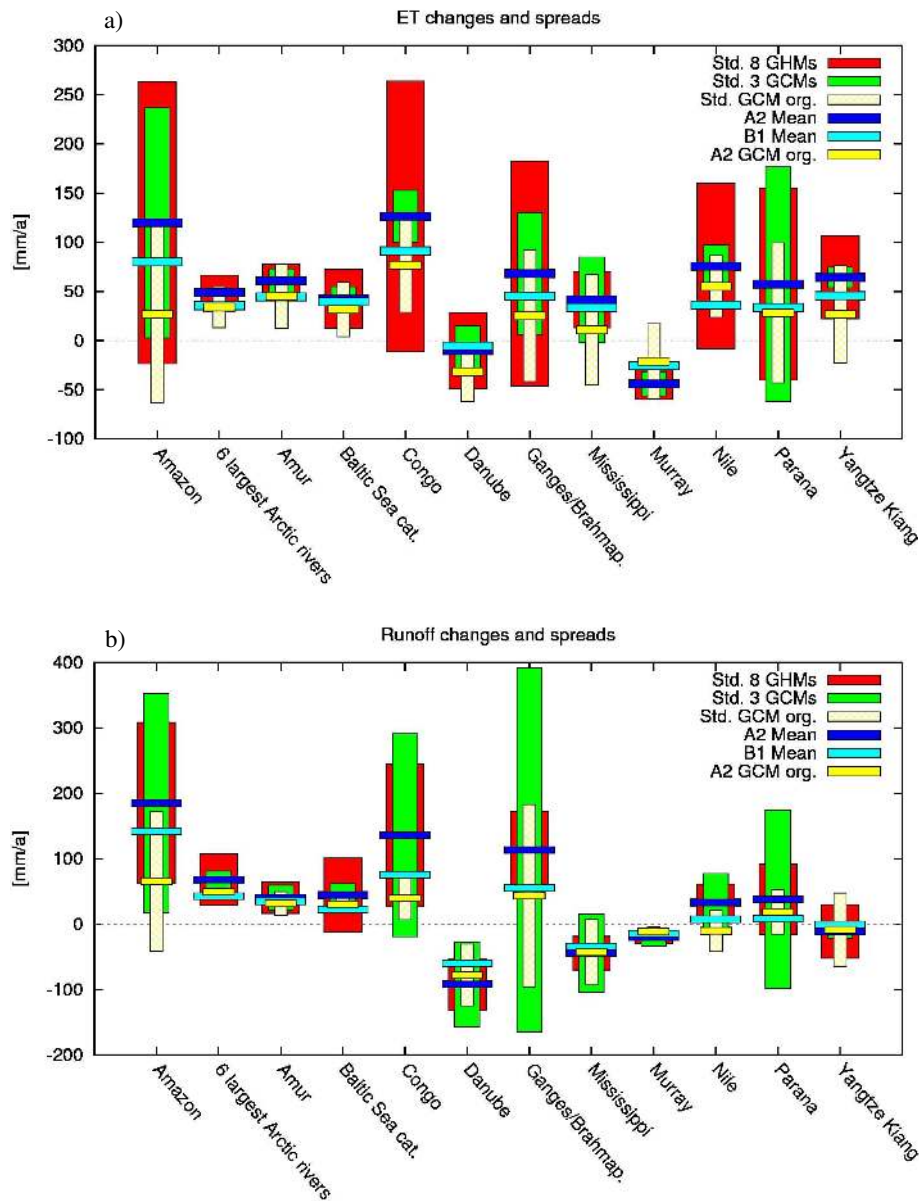 a)
ET changes and spreads
300
250
200
150
100
50
0
-50
-100
[mm/a]
Std. 8 GHMs
Std. 3 GCMs
Std. GCM org.
A2 Mean
B1 Mean
A2 GCM org.
Amazon
6 largest Arctic rivers
Amur
Baltic Sea cat.
Congo
Danube
Ganges/Brahmap.
Mississippi
Murray
Nile
Parana
Yangtze Kiang
b)
Runoff changes and spreads
400
300
200
100
0
-100
-200
[mm/a]
Std. 8 GHMs
Std. 3 GCMs
Std. GCM org.
A2 Mean
B1 Mean
A2 GCM org.
Amazon
6 largest Arctic rivers
Amur
Baltic Sea cat.
Congo
Danube
Ganges/Brahmap.
Mississippi
Murray
Nile
Parana
Yangtze Kiang